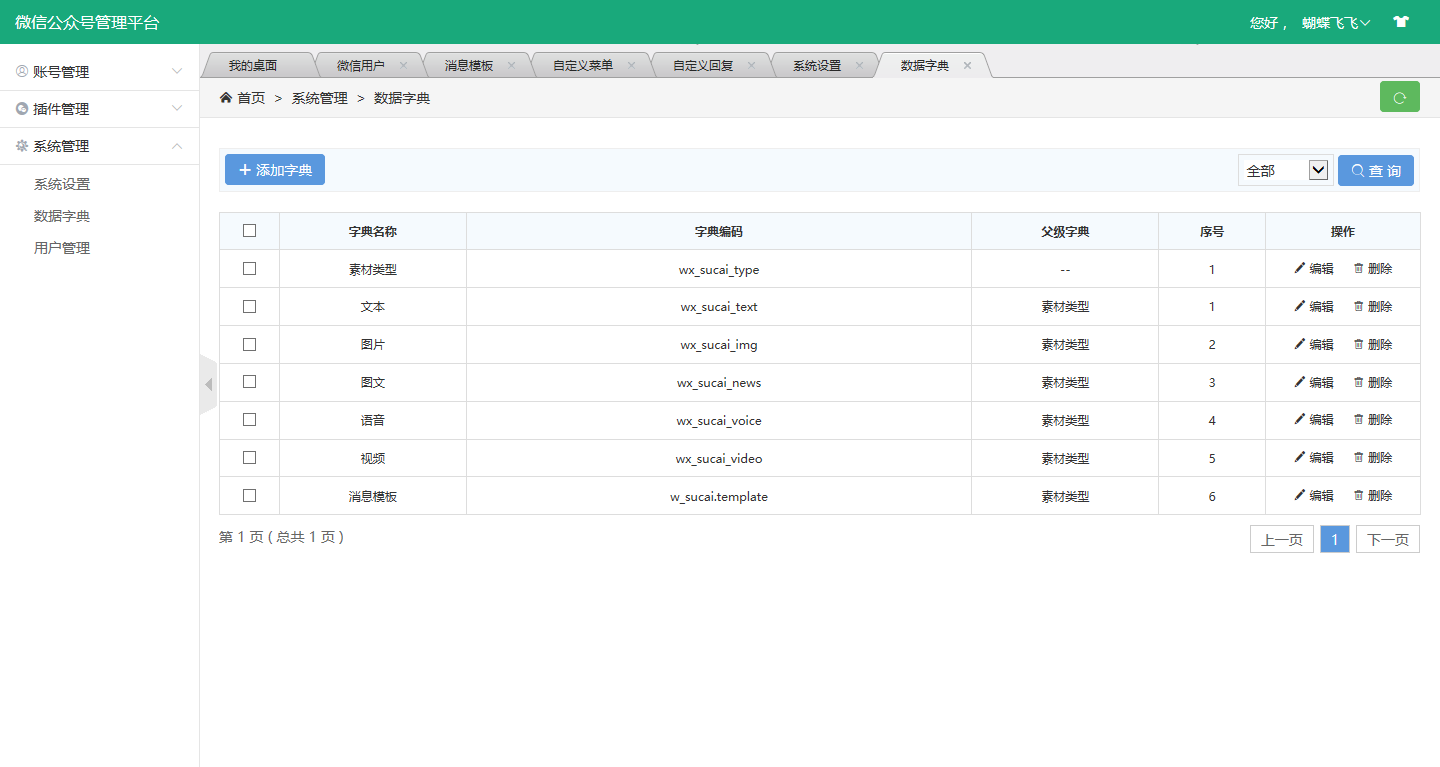 微信公众号管理平台
您好， 蝴蝶飞飞
账号管理
插件管理
系统管理
系统设置
数据字典
用户管理
我的桌面 微信用户 消息模板 自定义菜单 自定义回复 系统设置 数据字典
首页 > 系统管理 > 数据字典
添加字典 全部 查 询
字典名称 字典编码 父级字典 序号 操作
素材类型 wx_sucai_type -- 1 编辑 删除
文本 wx_sucai_text 素材类型 1 编辑 删除
图片 wx_sucai_img 素材类型 2 编辑 删除
图文 wx_sucai_news 素材类型 3 编辑 删除
语音 wx_sucai_voice 素材类型 4 编辑 删除
视频 wx_sucai_video 素材类型 5 编辑 删除
消息模板 w_sucai.template 素材类型 6 编辑 删除
第 1 页 ( 总共 1 页 ) 上一页 1 下一页